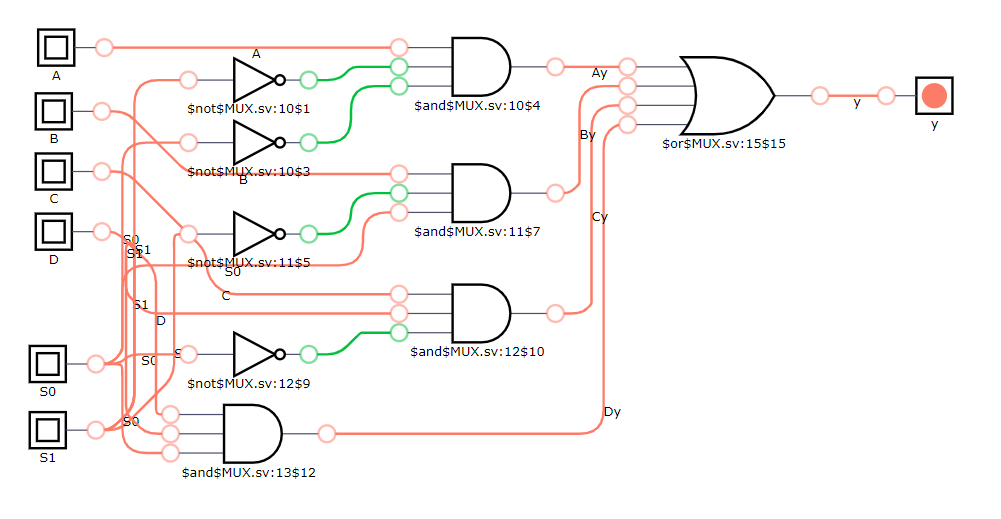 A
A
$not$MUX.sv:10$1
$and$MUX.sv:10$4
Ay
$or$MUX.sv:15$15
y
y
B
$not$MUX.sv:10$3
B
By
C
$and$MUX.sv:11$7
Cy
D
S0
S1
S1
$not$MUX.sv:11$5
S0
C
S1
D
$and$MUX.sv:12$10
S0
S0
$not$MUX.sv:12$9
S0
S1
Dy
$and$MUX.sv:13$12